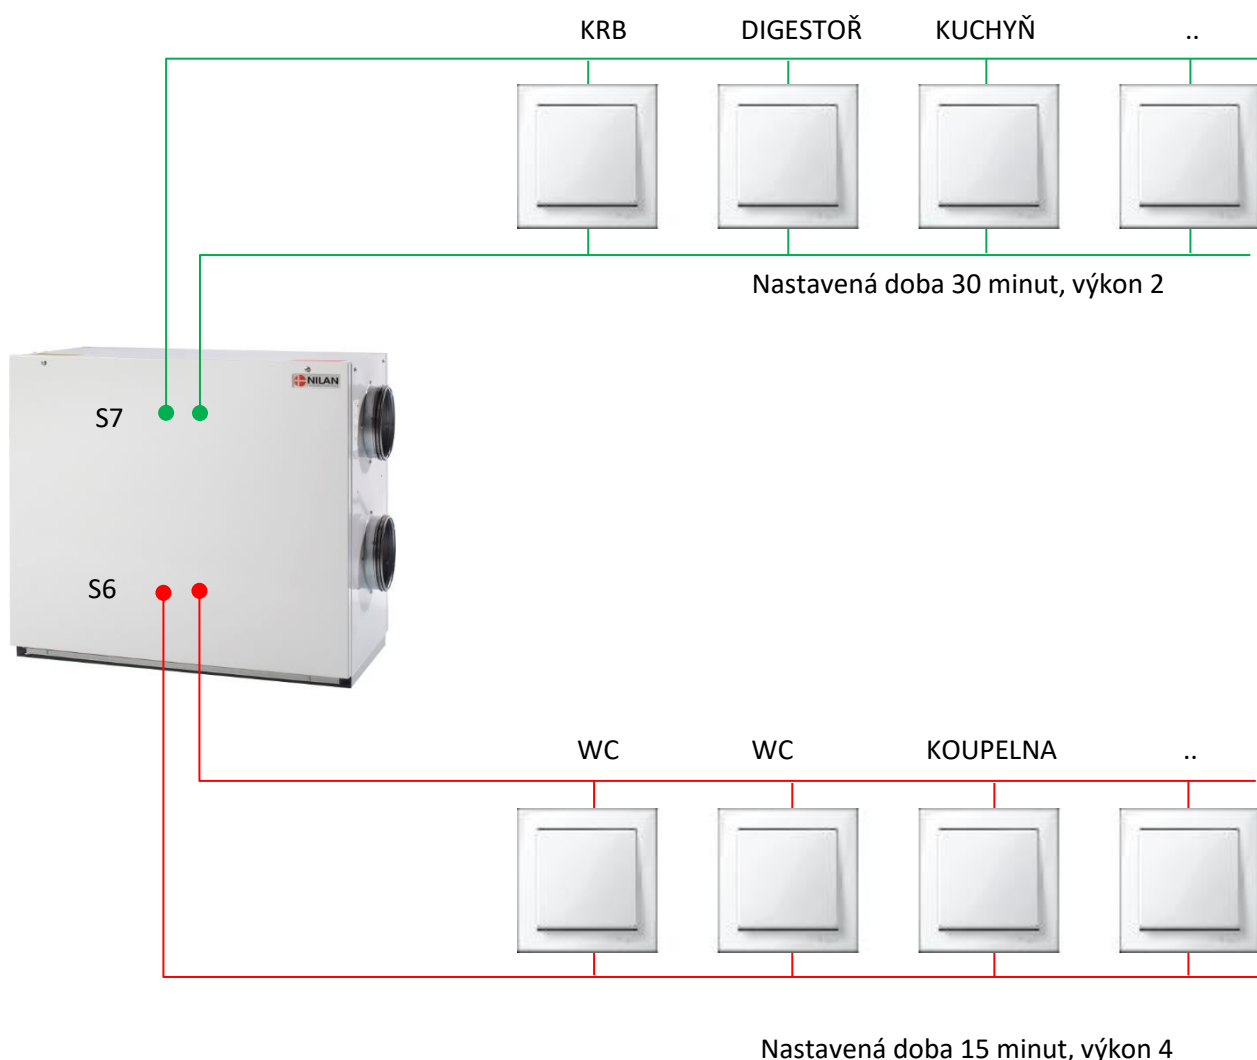 KRB DIGESTOŘ KUCHYŇ ..
Nastavená doba 30 minut, výkon 2
NILAN
S7
S6
WC WC KOUPELNA ..
Nastavená doba 15 minut, výkon 4